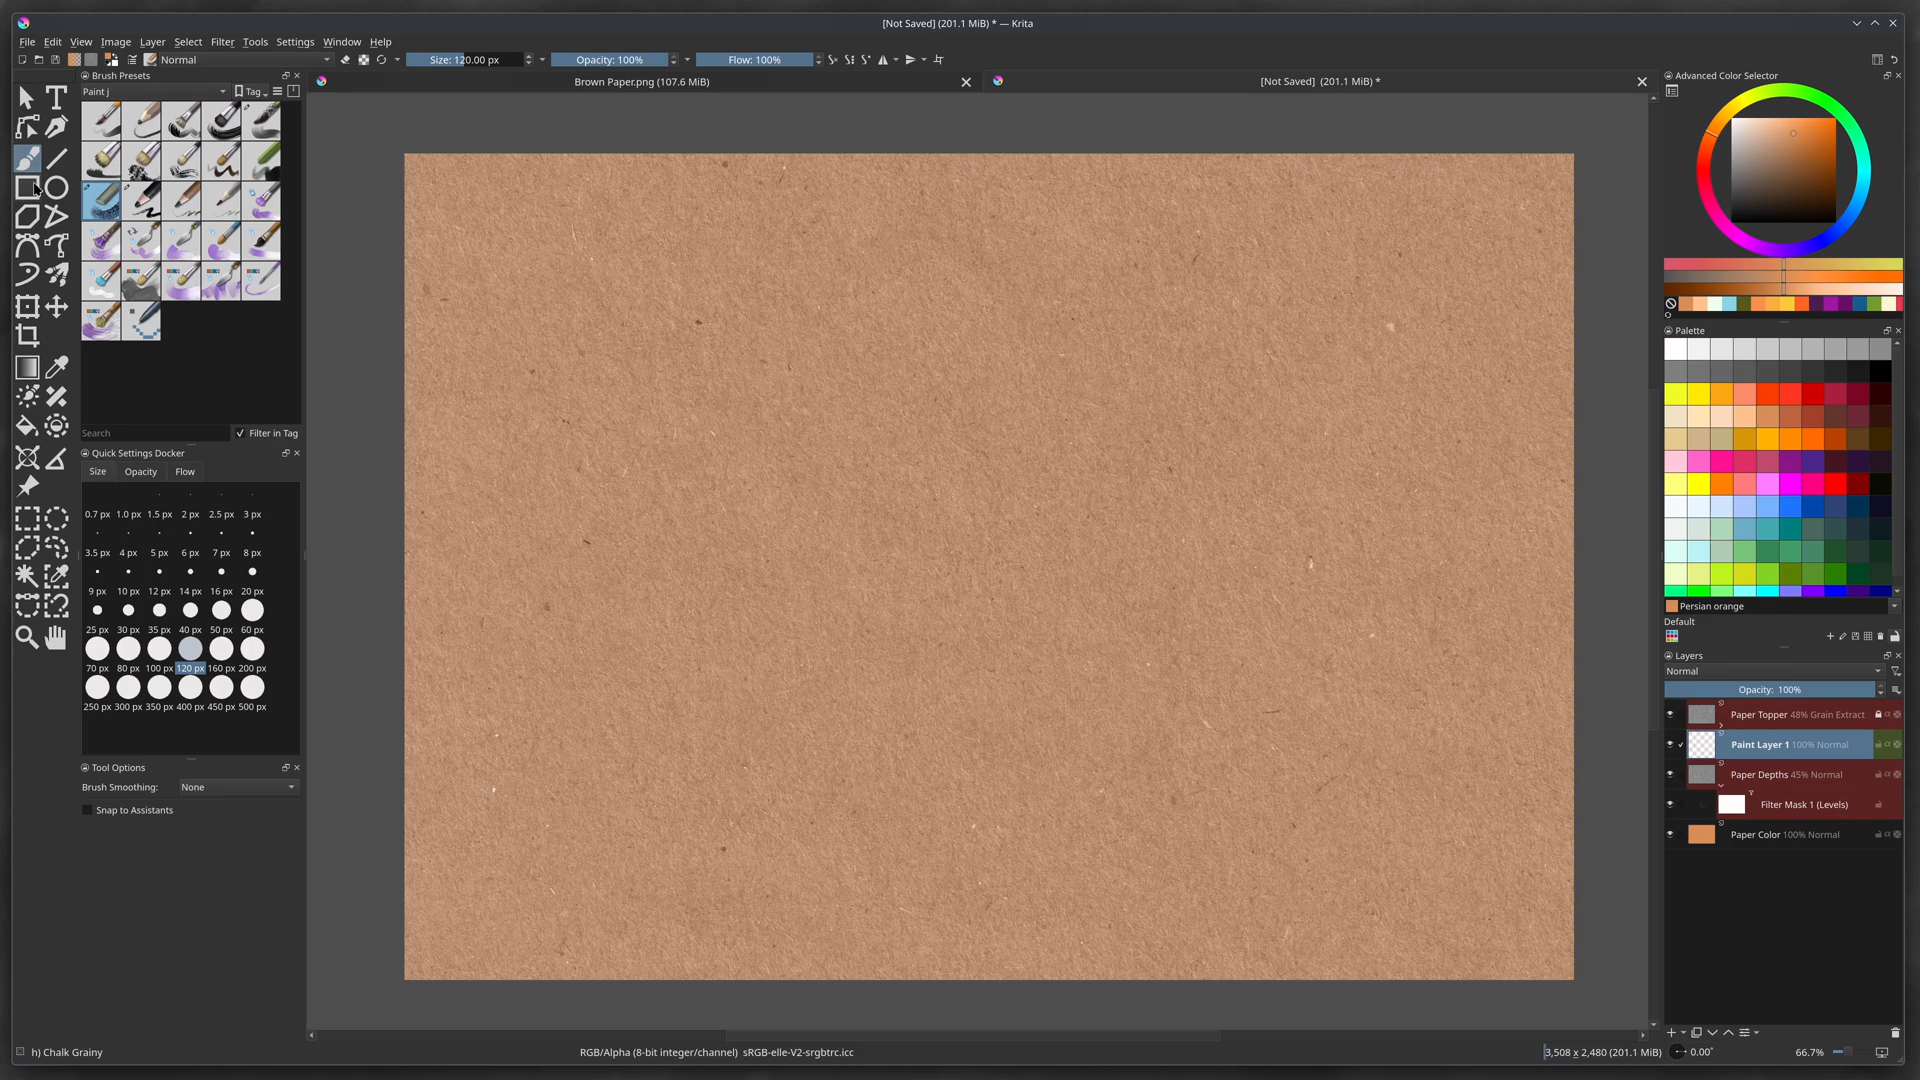 [Not Saved] (201.1 MiB) * — Krita
File Edit View Image Layer Select Filter Tools Settings Window Help
Normal Size: 120.00 px Opacity: 100% Flow: 100%
Brush Presets
Paint j Tag
Search Filter in Tag
Quick Settings Docker
Size Opacity Flow
0.7 px 1.0 px 1.5 px 2 px 2.5 px 3 px
3.5 px 4 px 5 px 6 px 7 px 8 px
9 px 10 px 12 px 14 px 16 px 20 px
25 px 30 px 35 px 40 px 50 px 60 px
70 px 80 px 100 px 120 px 160 px 200 px
250 px 300 px 350 px 400 px 450 px 500 px
Tool Options
Brush Smoothing: None
Snap to Assistants
Brown Paper.png (107.6 MiB) [Not Saved] (201.1 MiB) *
Advanced Color Selector
Palette
Persian orange
Default
Layers
Normal
Opacity: 100%
Paper Topper 48% Grain Extract
Paint Layer 1 100% Normal
Paper Depths 45% Normal
Filter Mask 1 (Levels)
Paper Color 100% Normal
h) Chalk Grainy
RGB/Alpha (8-bit integer/channel) sRGB-elle-V2-srgbtrc.icc
3,508 x 2,480 (201.1 MiB) 0.00° 66.7%